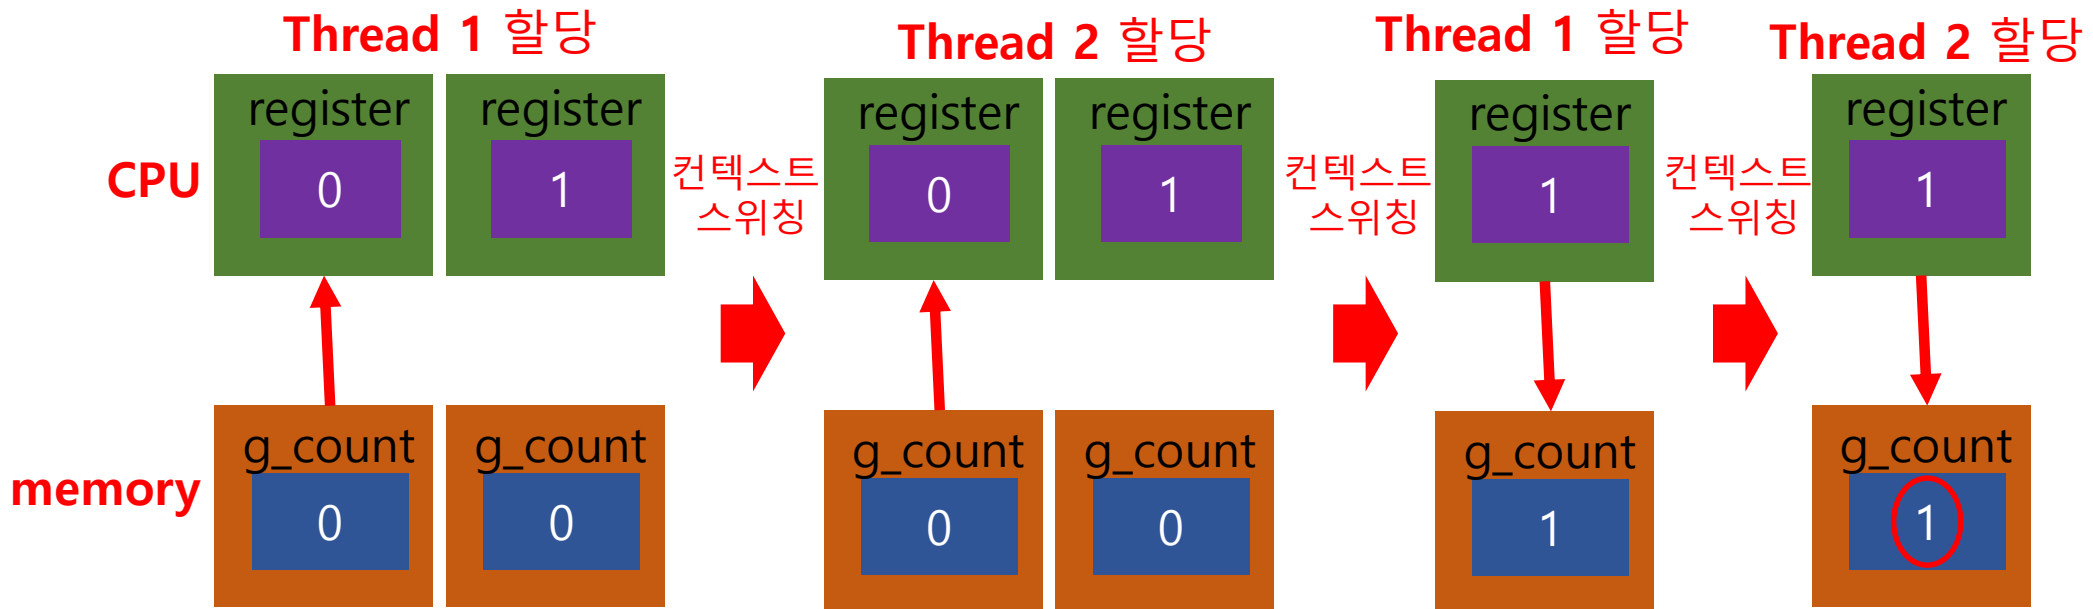 Thread 1 할당
Thread 2 할당
Thread 1 할당
Thread 2 할당
CPU
register
0
register
1
컨텍스트
스위칭
register
0
register
1
컨텍스트
스위칭
register
1
컨텍스트
스위칭
register
1
memory
g_count
0
g_count
0
g_count
0
g_count
0
g_count
1
g_count
1